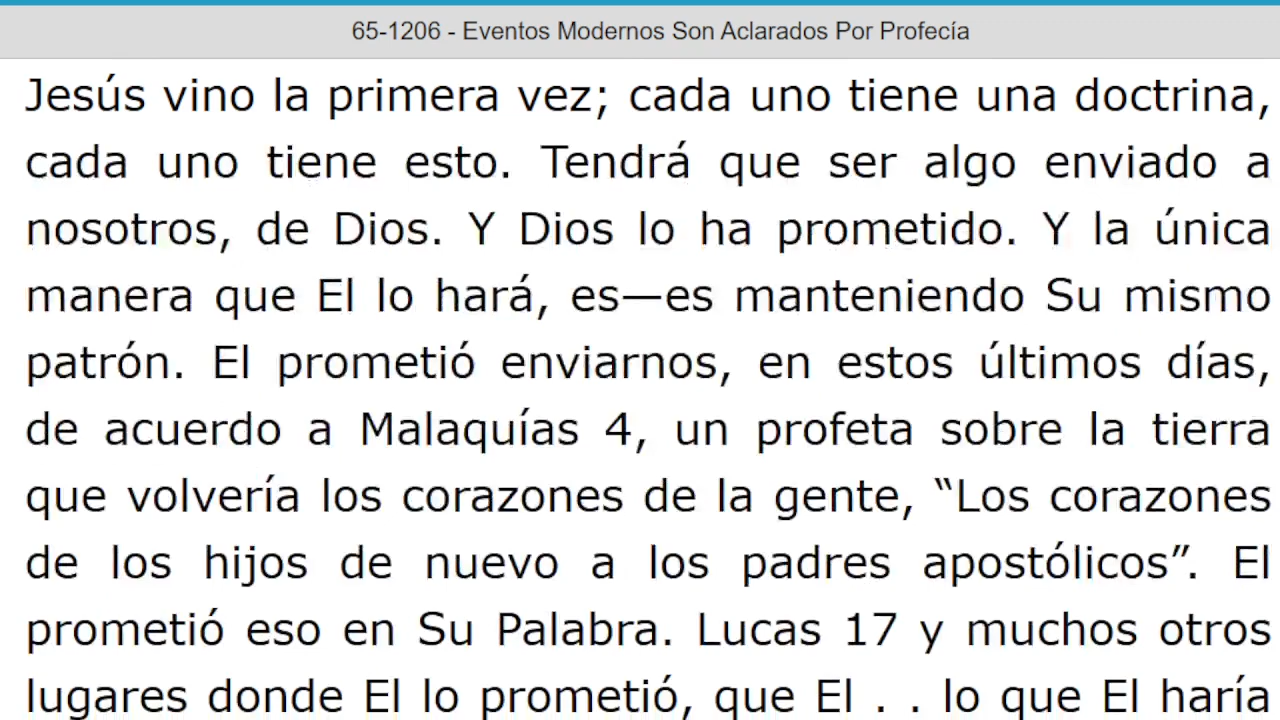 65-1206 - Eventos Modernos Son Aclarados Por Profecía
Jesús vino la primera vez; cada uno tiene una doctrina,
cada uno tiene esto. Tendrá que ser algo enviado a
nosotros, de Dios. Y Dios lo ha prometido. Y la única
manera que El lo hará, es—es manteniendo Su mismo
patrón. El prometió enviarnos, en estos últimos días,
de acuerdo a Malaquías 4, un profeta sobre la tierra
que volvería los corazones de la gente, “Los corazones
de los hijos de nuevo a los padres apostólicos”. El
prometió eso en Su Palabra. Lucas 17 y muchos otros
lugares donde El lo prometió, que El . . lo que El haría